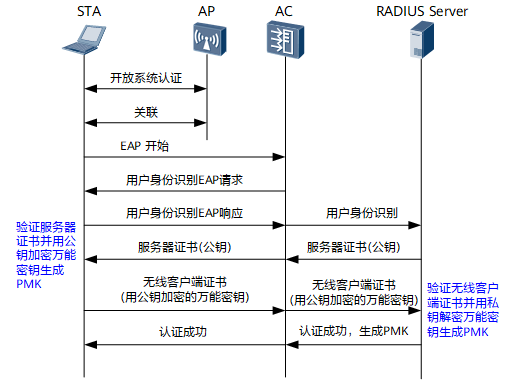 STA
AP
AC
RADIUS Server
开放系统认证
关联
EAP 开始
用户身份识别EAP请求
用户身份识别EAP响应
用户身份识别
验证服务器
证书并用公
钥加密万能
密钥生成
PMK
服务器证书(公钥)
服务器证书(公钥)
无线客户端证书
(用公钥加密的万能密钥)
无线客户端证书
(用公钥加密的万能密钥)
验证无线客户
端证书并用私
钥解密万能密
钥生成PMK
认证成功
认证成功，生成PMK